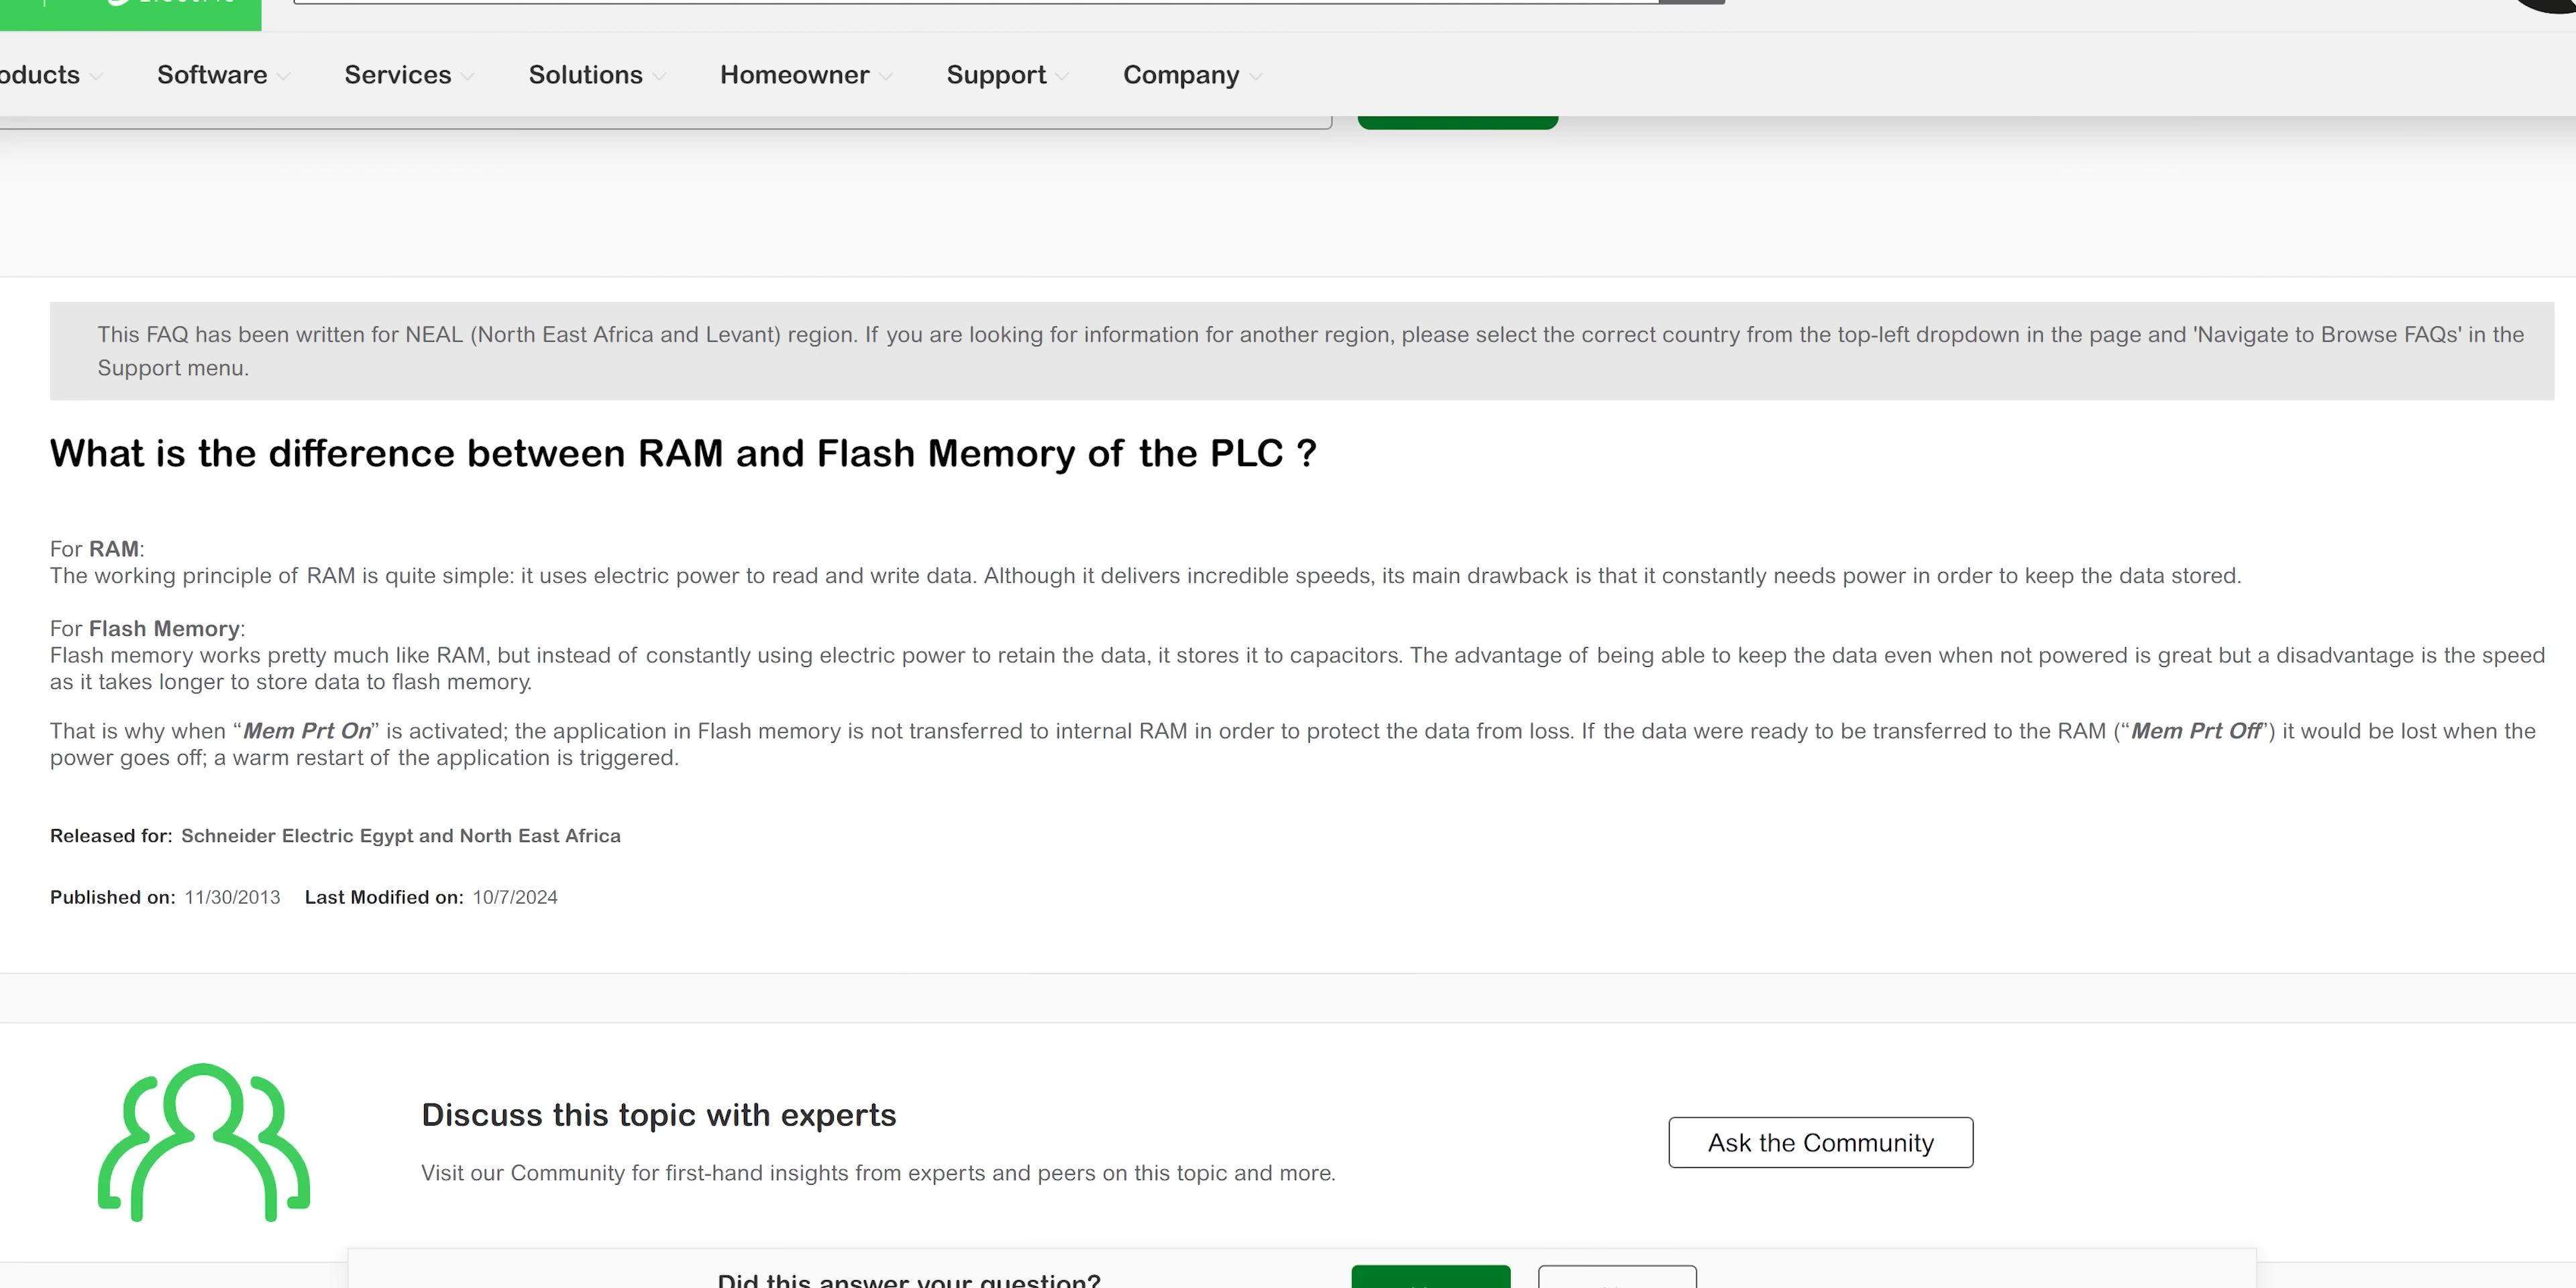 Software
Services
Solutions
Homeowner
Support
Company
This FAQ has been written for NEAL (North East Africa and Levant) region. If you are looking for information for another region, please select the correct country from the top-left dropdown in the page and 'Navigate to Browse FAQs' in the
Support menu.
What is the difference between RAM and Flash Memory of the PLC ?
For RAM:
The working principle of RAM is quite simple: it uses electric power to read and write data. Although it delivers incredible speeds, its main drawback is that it constantly needs power in order to keep the data stored.
For Flash Memory:
Flash memory works pretty much like RAM, but instead of constantly using electric power to retain the data, it stores it to capacitors. The advantage of being able to keep the data even when not powered is great but a disadvantage is the speed
as it takes longer to store data to flash memory.
That is why when “Mem Prt On” is activated; the application in Flash memory is not transferred to internal RAM in order to protect the data from loss. If the data were ready to be transferred to the RAM (“Mem Prt Off”) it would be lost when the
power goes off; a warm restart of the application is triggered.
Released for: Schneider Electric Egypt and North East Africa
Published on: 11/30/2013 Last Modified on: 10/7/2024
Discuss this topic with experts
Visit our Community for first-hand insights from experts and peers on this topic and more.
Ask the Community
Did this answer your question?